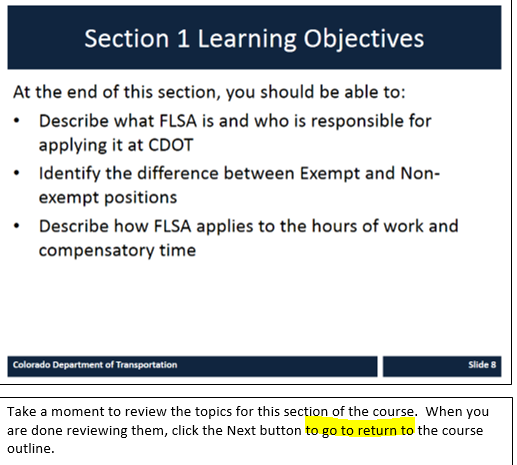 Section 1 Learning Objectives
At the end of this section, you should be able to:
• Describe what FLSA is and who is responsible for
applying it at CDOT
• Identify the difference between Exempt and Non-
exempt positions
• Describe how FLSA applies to the hours of work and
compensatory time
Colorado Department of Transportation
Slide 8
Take a moment to review the topics for this section of the course.  When you
are done reviewing them, click the Next button to go to return to the course
outline.